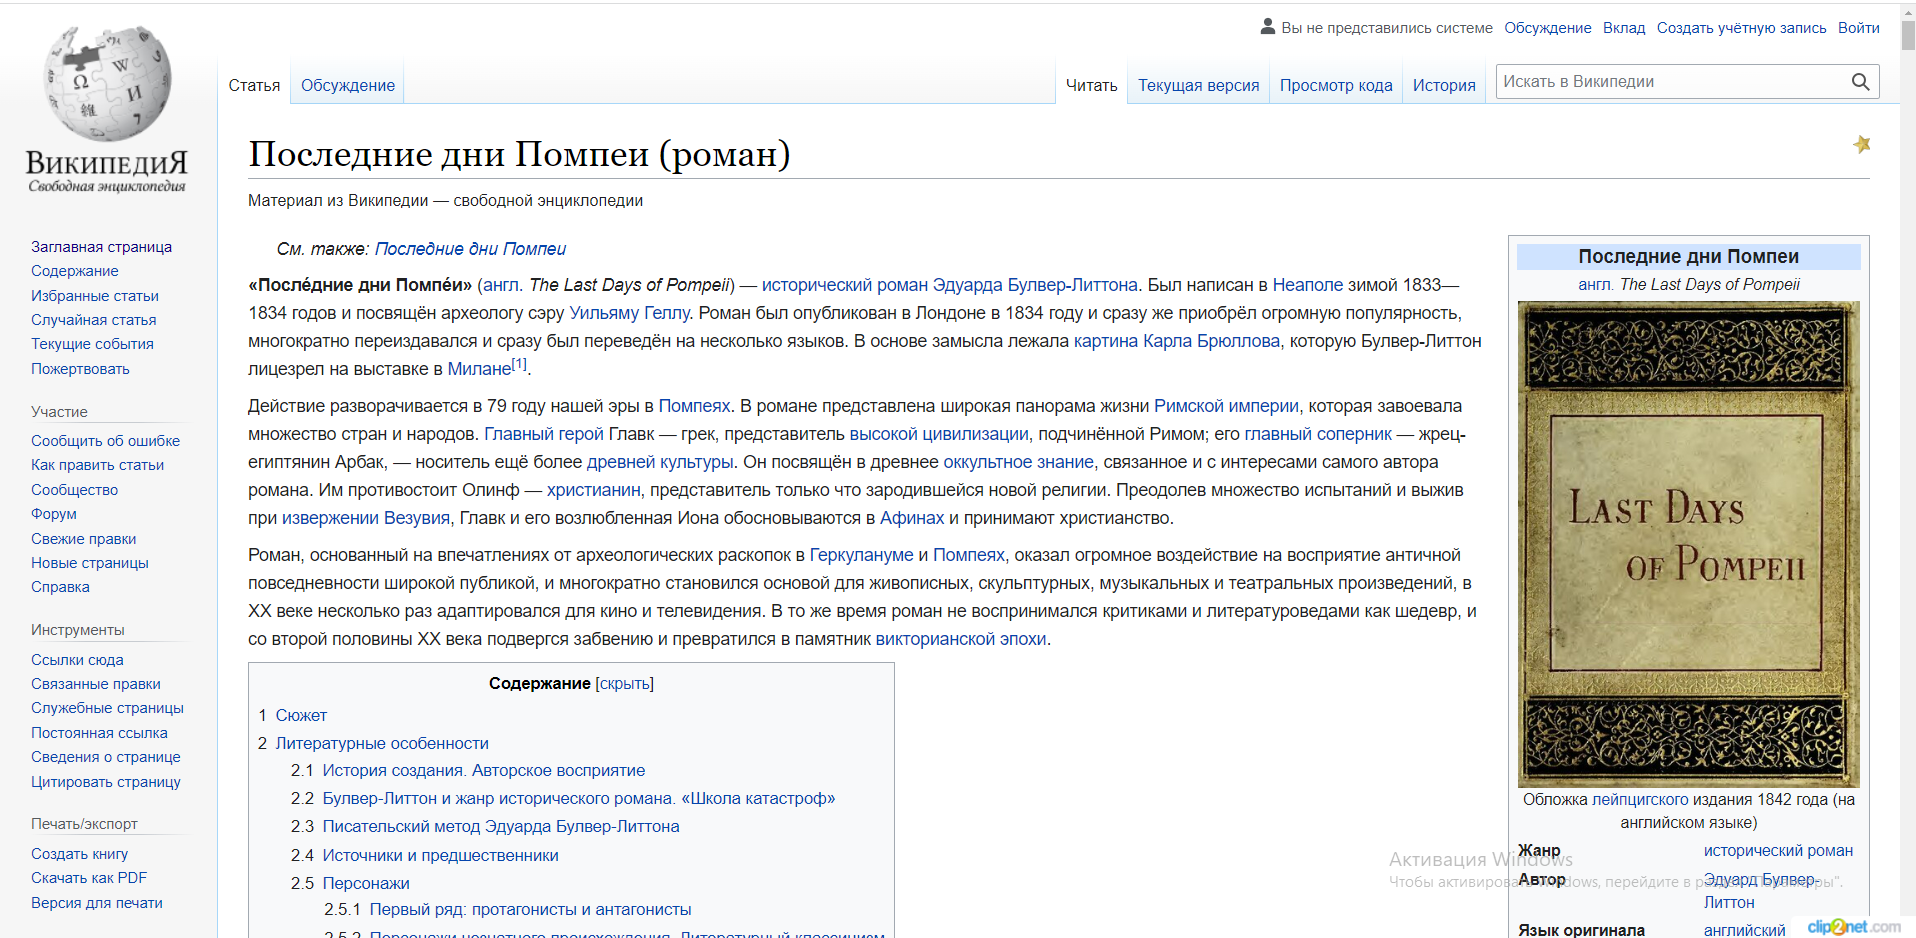 Вы не представились системе Обсуждение Вклад Создать учётную запись Войти
Статья Обсуждение Читать Текущая версия Просмотр кода История Искать в Википедии
ВИКИПЕДИЯ
Свободная энциклопедия
Заглавная страница
Содержание
Избранные статьи
Случайная статья
Текущие события
Пожертвовать
Участие
Сообщить об ошибке
Как править статьи
Сообщество
Форум
Свежие правки
Новые страницы
Справка
Инструменты
Ссылки сюда
Связанные правки
Служебные страницы
Постоянная ссылка
Сведения о странице
Цитировать страницу
Печать/экспорт
Создать книгу
Скачать как PDF
Версия для печати
Последние дни Помпеи (роман)
Материал из Википедии — свободной энциклопедии
См. также: Последние дни Помпеи
«После́дние дни Помпе́и» (англ. The Last Days of Pompeii) — исторический роман Эдуарда Булвер-Литтона. Был написан в Неаполе зимой 1833—
1834 годов и посвящён археологу сэру Уильяму Геллу. Роман был опубликован в Лондоне в 1834 году и сразу же приобрёл огромную популярность,
многократно переиздавался и сразу был переведён на несколько языков. В основе замысла лежала картина Карла Брюллова, которую Булвер-Литтон
лицезрел на выставке в Милане[1].
Действие разворачивается в 79 году нашей эры в Помпеях. В романе представлена широкая панорама жизни Римской империи, которая завоевала
множество стран и народов. Главный герой Главк — грек, представитель высокой цивилизации, подчинённой Римом; его главный соперник — жрец-
египтянин Арбак, — носитель ещё более древней культуры. Он посвящён в древнее оккультное знание, связанное и с интересами самого автора
романа. Им противостоит Олинф — христианин, представитель только что зародившейся новой религии. Преодолев множество испытаний и выжив
при извержении Везувия, Главк и его возлюбленная Иона обосновываются в Афинах и принимают христианство.
Роман, основанный на впечатлениях от археологических раскопок в Геркулануме и Помпеях, оказал огромное воздействие на восприятие античной
повседневности широкой публикой, и многократно становился основой для живописных, скульптурных, музыкальных и театральных произведений, в
XX веке несколько раз адаптировался для кино и телевидения. В то же время роман не воспринимался критиками и литературоведами как шедевр, и
со второй половины XX века подвергся забвению и превратился в памятник викторианской эпохи.
Содержание [скрыть]
1 Сюжет
2 Литературные особенности
2.1 История создания. Авторское восприятие
2.2 Булвер-Литтон и жанр исторического романа. «Школа катастроф»
2.3 Писательский метод Эдуарда Булвер-Литтона
2.4 Источники и предшественники
2.5 Персонажи
2.5.1 Первый ряд: протагонисты и антагонисты
2.5.2 Персонажи незнатного происхождения. Литературный классицизм
Последние дни Помпеи
англ. The Last Days of Pompeii
LAST DAYS
OF POMPEII
Обложка лейпцигского издания 1842 года (на
английском языке)
Жанр исторический роман
Автор Эдуард Булвер-
Литтон
Язык оригинала английский
Активация Windows
Чтобы активировать Windows, перейдите в раздел "Параметры".
clip2net.com